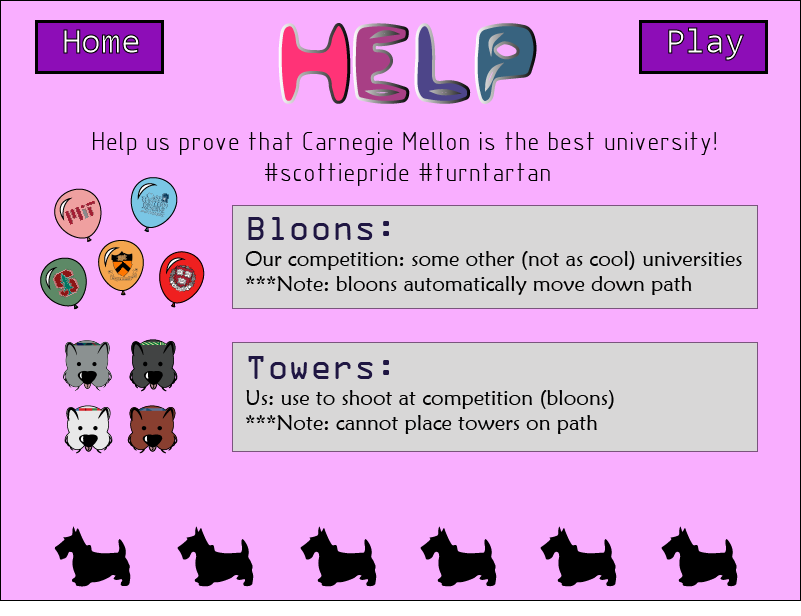 Home
HELP
Play
Help us prove that Carnegie Mellon is the best university!
#scottiepride #turntartan
MIT
Bloons:
Our competition: some other (not as cool) universities
***Note: bloons automatically move down path
Towers:
Us: use to shoot at competition (bloons)
***Note: cannot place towers on path